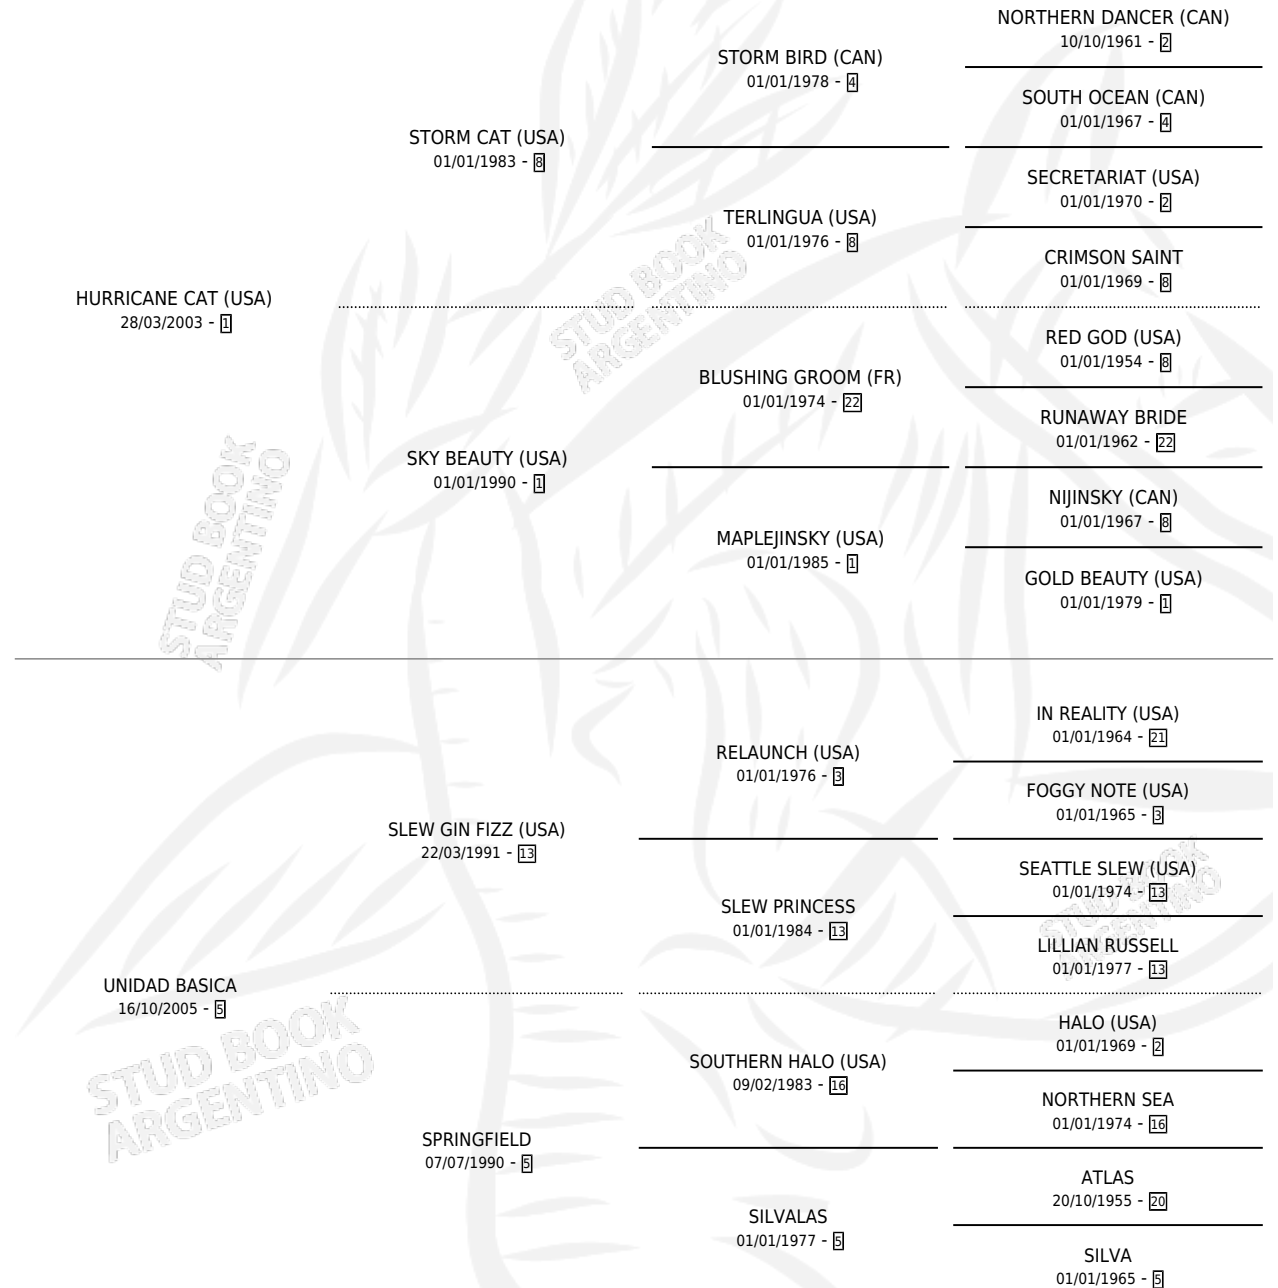 NORTHERN DANCER (CAN)
10/10/1961 - 2
STORM BIRD (CAN)
01/01/1978 - 4
SOUTH OCEAN (CAN)
01/01/1967 - 4
STORM CAT (USA)
01/01/1983 - 8
SECRETARIAT (USA)
01/01/1970 - 2
TERLINGUA (USA)
01/01/1976 - 8
CRIMSON SAINT
01/01/1969 - 8
HURRICANE CAT (USA)
28/03/2003 - 1
RED GOD (USA)
01/01/1954 - 8
BLUSHING GROOM (FR)
01/01/1974 - 22
RUNAWAY BRIDE
01/01/1962 - 22
SKY BEAUTY (USA)
01/01/1990 - 1
NIJINSKY (CAN)
01/01/1967 - 8
MAPLEJINSKY (USA)
01/01/1985 - 1
GOLD BEAUTY (USA)
01/01/1979 - 1
STUD BOOK
ARGENTINO
STUD BOOK
ARGENTINO
IN REALITY (USA)
01/01/1964 - 21
RELAUNCH (USA)
01/01/1976 - 3
FOGGY NOTE (USA)
01/01/1965 - 3
SLEW GIN FIZZ (USA)
22/03/1991 - 13
SEATTLE SLEW (USA)
01/01/1974 - 13
SLEW PRINCESS
01/01/1984 - 13
LILLIAN RUSSELL
01/01/1977 - 13
UNIDAD BASICA
16/10/2005 - 5
HALO (USA)
01/01/1969 - 2
SOUTHERN HALO (USA)
09/02/1983 - 16
NORTHERN SEA
01/01/1974 - 16
SPRINGFIELD
07/07/1990 - 5
ATLAS
20/10/1955 - 20
SILVALAS
01/01/1977 - 5
SILVA
01/01/1965 - 5
STUD BOOK
ARGENTINO
STUD BOOK
ARGENTINO